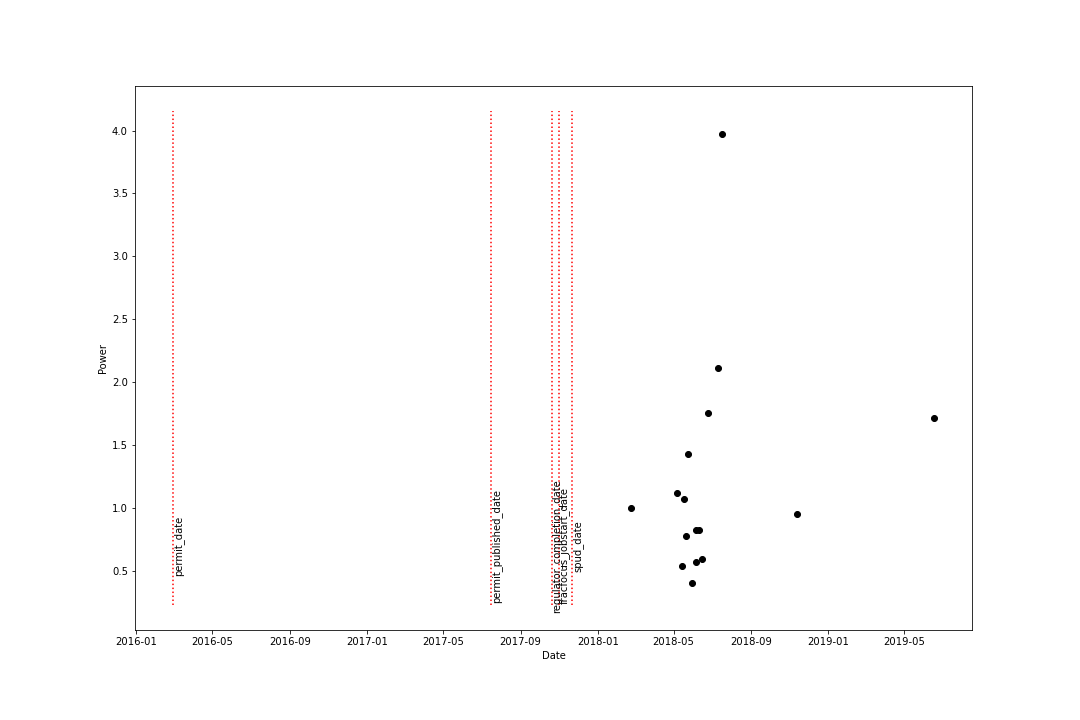 4.0
3.5
3.0
2.5
2.0
1.5
1.0
0.5
Power
permit_date
permit_published_date
regulator_completion_date
fracfocus_jobstart_date
spud_date
2016-01
2016-05
2016-09
2017-01
2017-05
2017-09
2018-01
2018-05
2018-09
2019-01
2019-05
Date